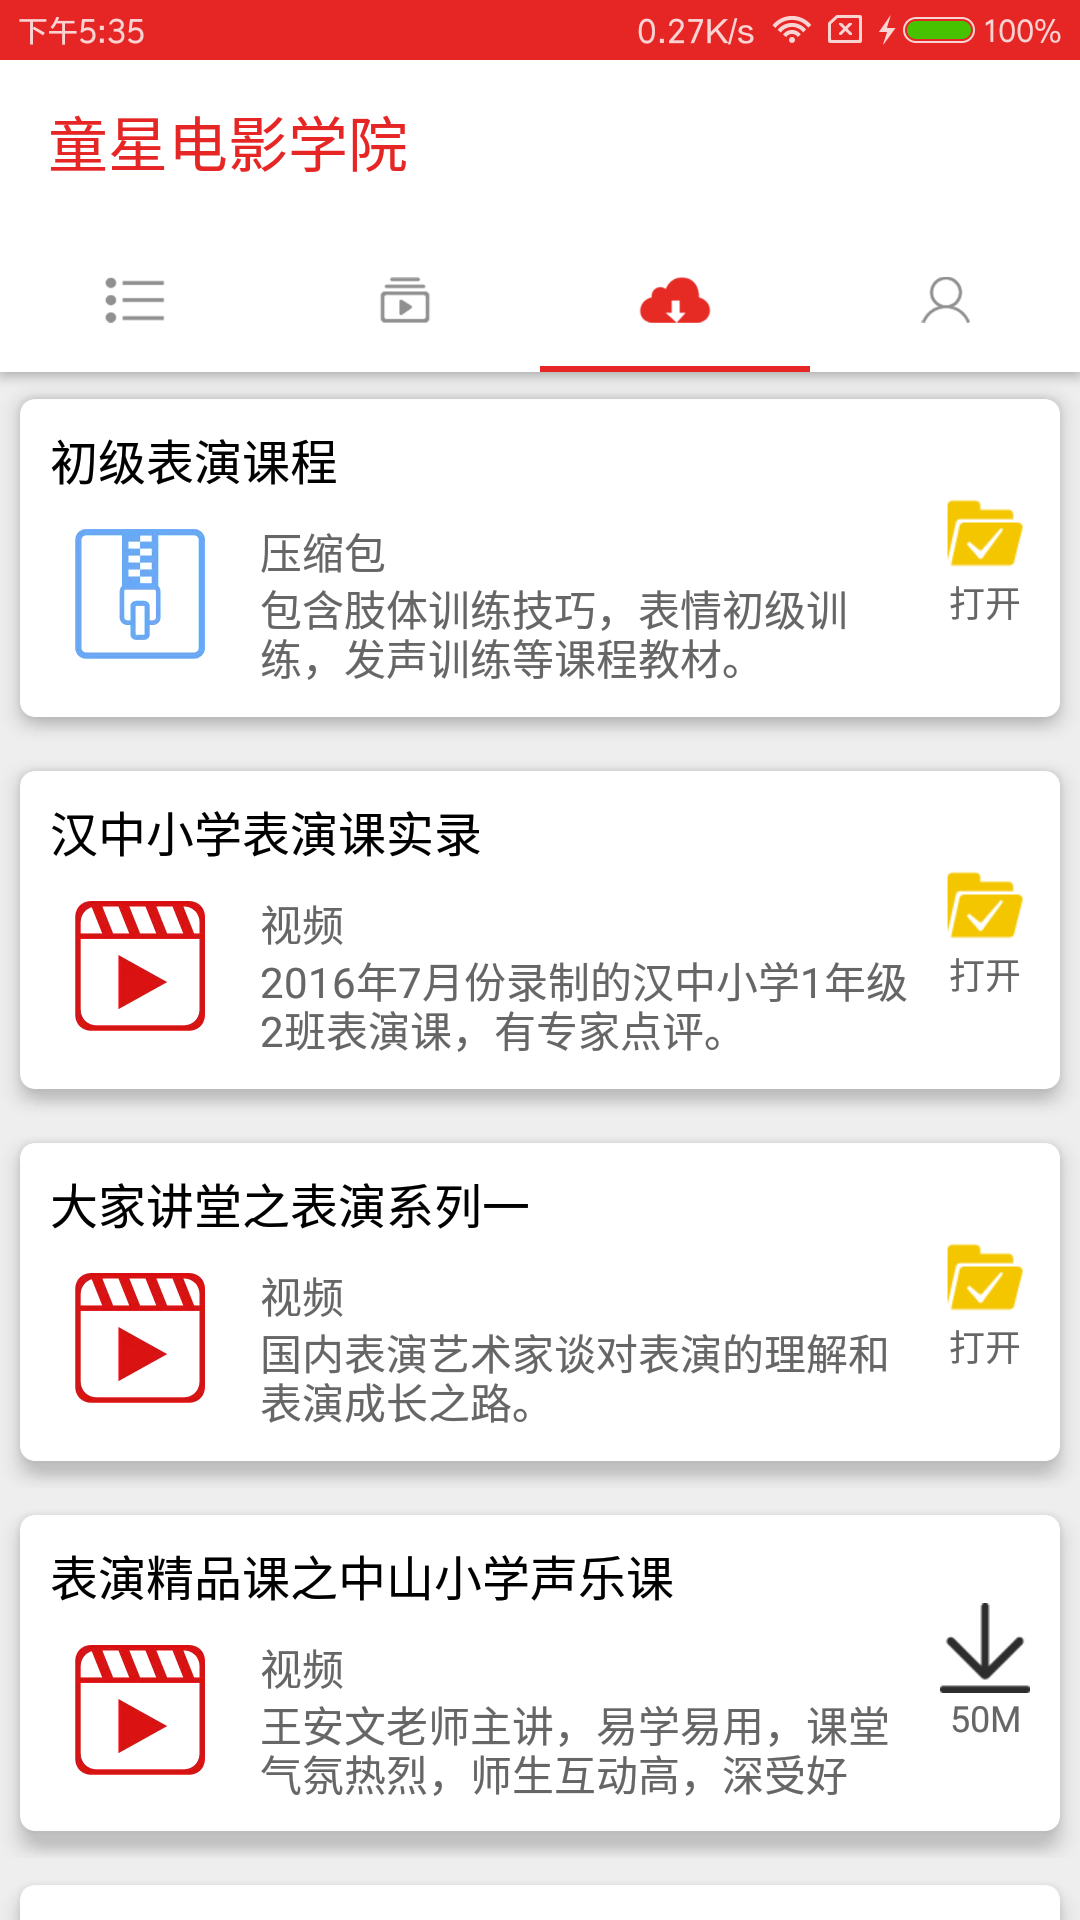 下午5:35
0.27K/s
100%
童星电影学院
初级表演课程
压缩包
包含肢体训练技巧，表情初级训
练，发声训练等课程教材。
打开
汉中小学表演课实录
视频
2016年7月份录制的汉中小学1年级
2班表演课，有专家点评。
打开
大家讲堂之表演系列一
视频
国内表演艺术家谈对表演的理解和
表演成长之路。
打开
表演精品课之中山小学声乐课
视频
王安文老师主讲，易学易用，课堂
气氛热烈，师生互动高，深受好
50M